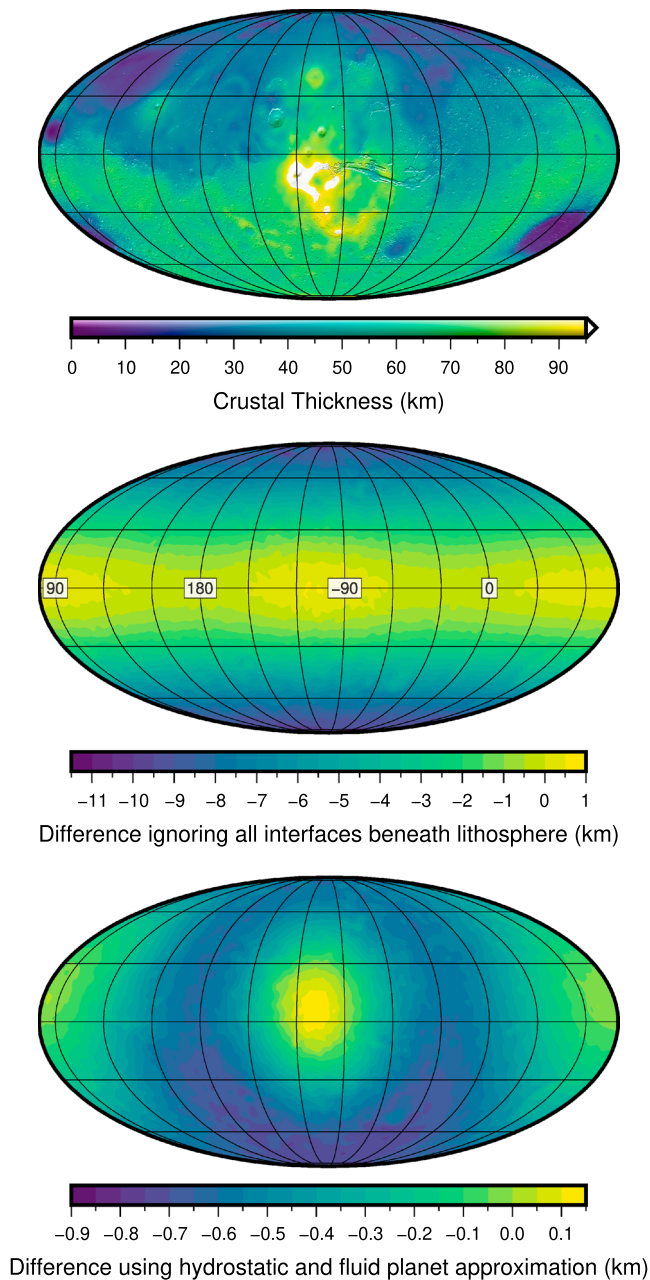 0 10 20 30 40 50 60 70 80 90
Crustal Thickness (km)
90 180 −90 0
−11 −10 −9 −8 −7 −6 −5 −4 −3 −2 −1 0 1
Difference ignoring all interfaces beneath lithosphere (km)
−0.9 −0.8 −0.7 −0.6 −0.5 −0.4 −0.3 −0.2 −0.1 0.0 0.1
Difference using hydrostatic and fluid planet approximation (km)